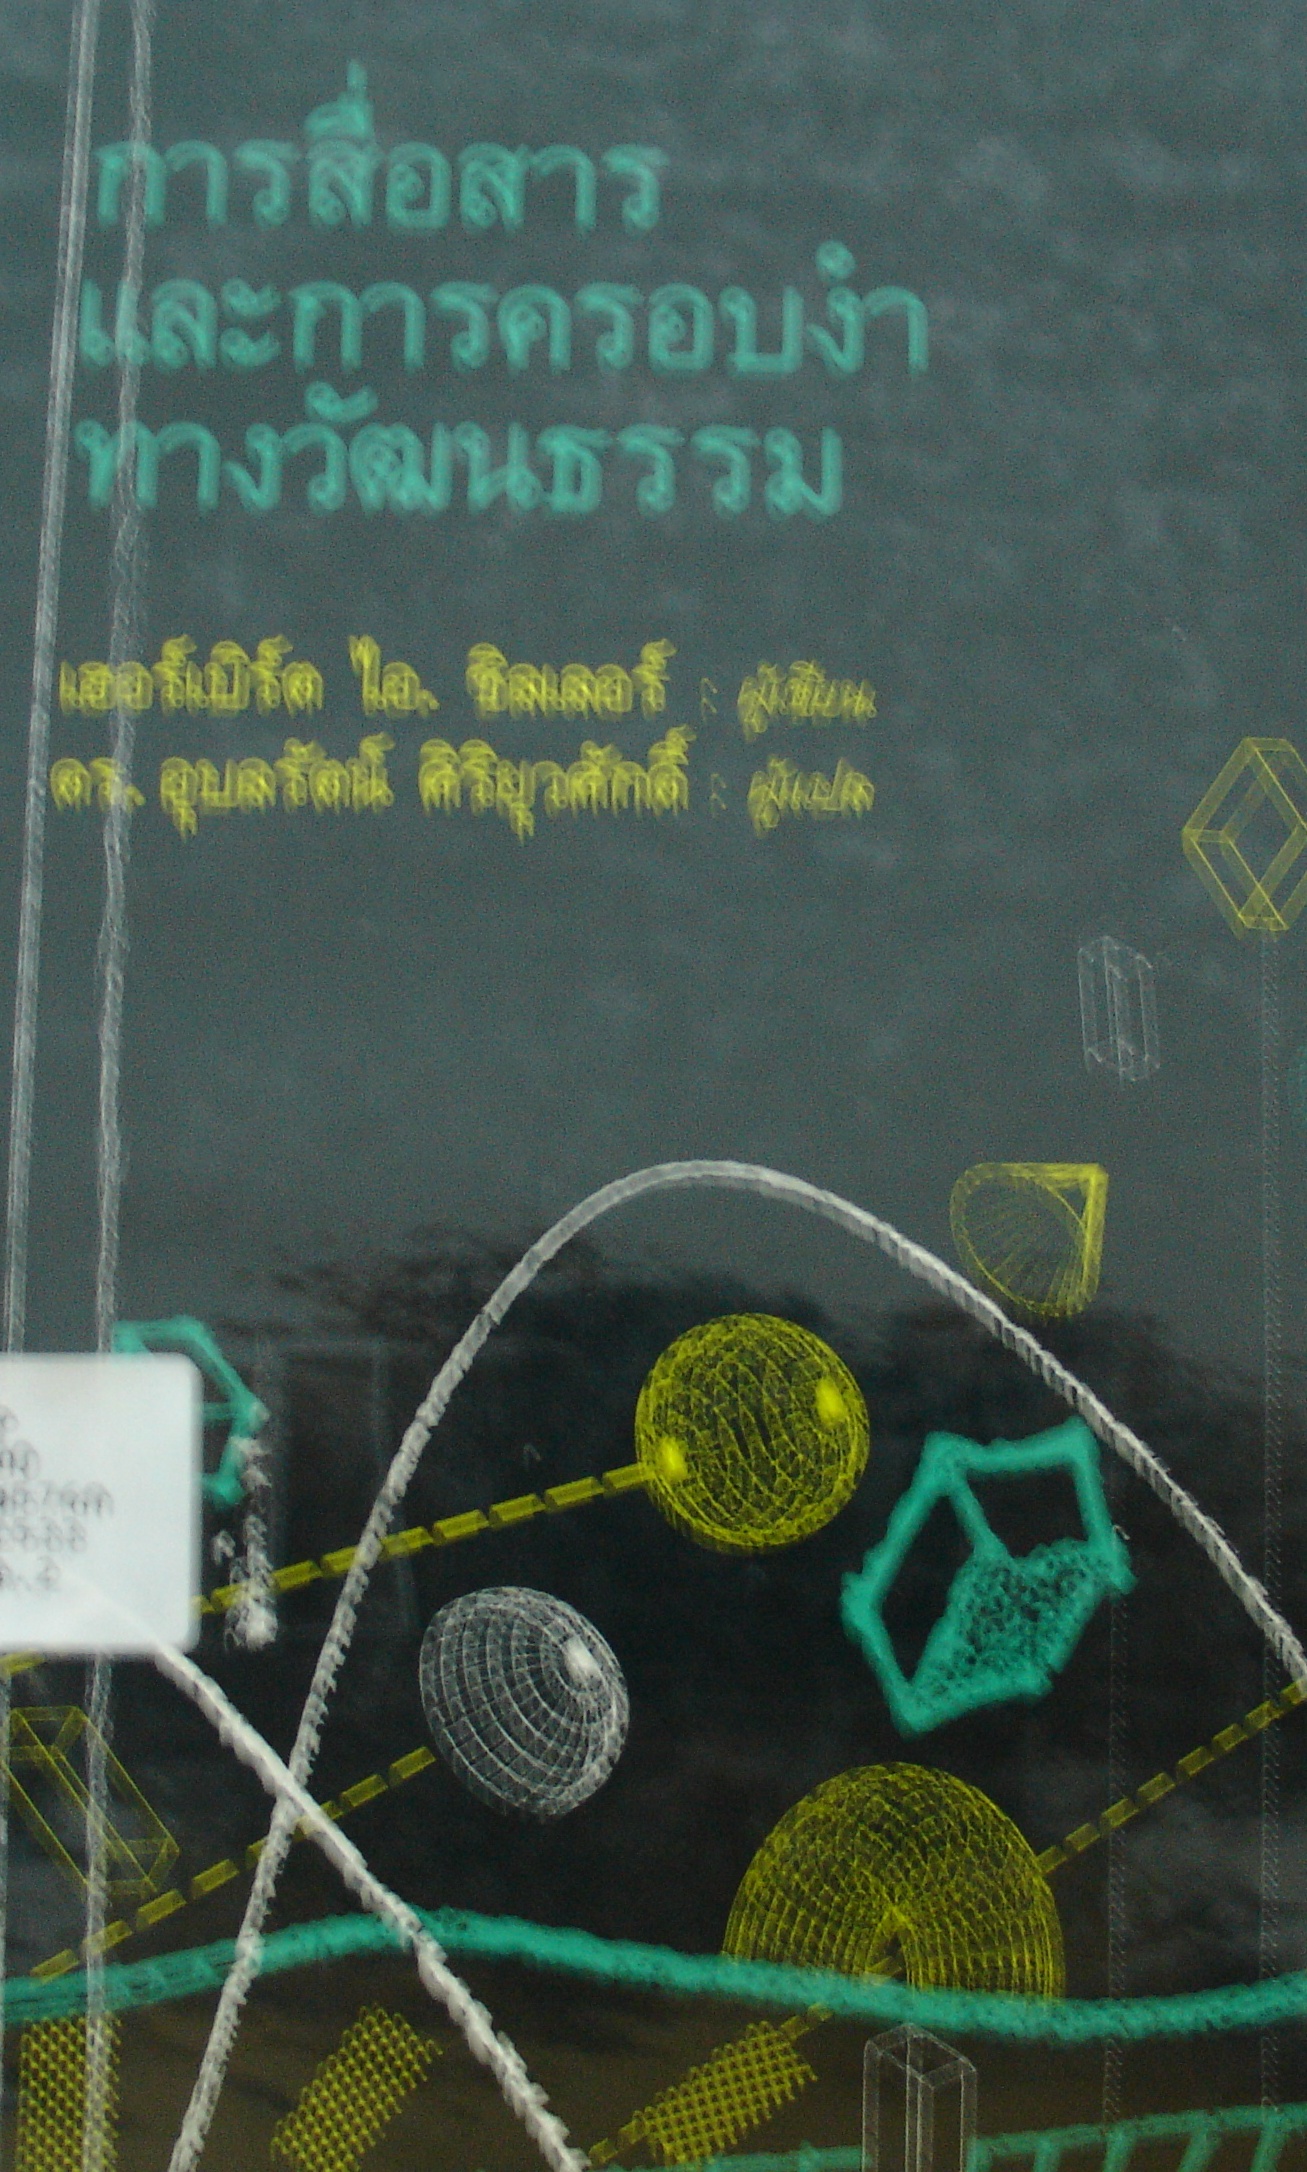 การสื่อสาร
และการครอบงำ
ทางวัฒนธรรม
เฮอร์เบิร์ต ไอ. ชิลเลอร์ : ผู้เขียน
ดร. อุบลรัตน์ ศิริยุวศักดิ์ : ผู้แปล